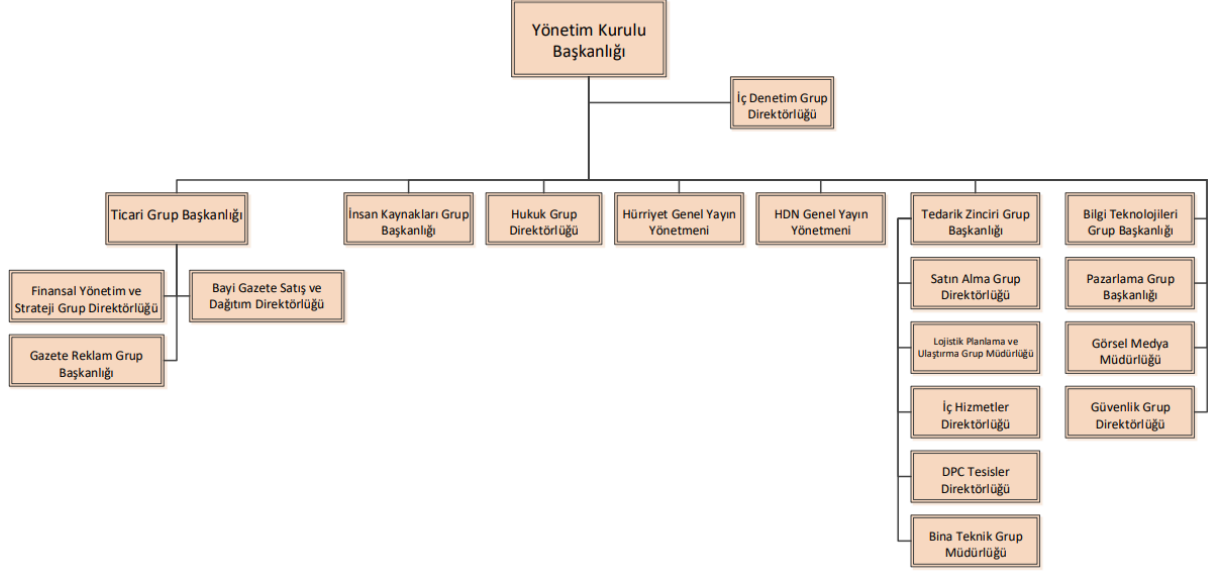 Yönetim Kurulu
Başkanlığı
İç Denetim Grup
Direktörlüğü
Ticari Grup Başkanlığı
İnsan Kaynakları Grup
Başkanlığı
Hukuk Grup
Direktörlüğü
Hürriyet Genel Yayın
Yönetmeni
HDN Genel Yayın
Yönetmeni
Tedarik Zinciri Grup
Başkanlığı
Bilgi Teknolojileri
Grup Başkanlığı
Finansal Yönetim ve
Strateji Grup Direktörlüğü
Bayi Gazete Satış ve
Dağıtım Direktörlüğü
Satın Alma Grup
Direktörlüğü
Pazarlama Grup
Başkanlığı
Gazete Reklam Grup
Başkanlığı
Lojistik Planlama ve
Ulaştırma Grup Müdürlüğü
Görsel Medya
Müdürlüğü
İç Hizmetler
Direktörlüğü
Güvenlik Grup
Direktörlüğü
DPC Tesisler
Direktörlüğü
Bina Teknik Grup
Müdürlüğü